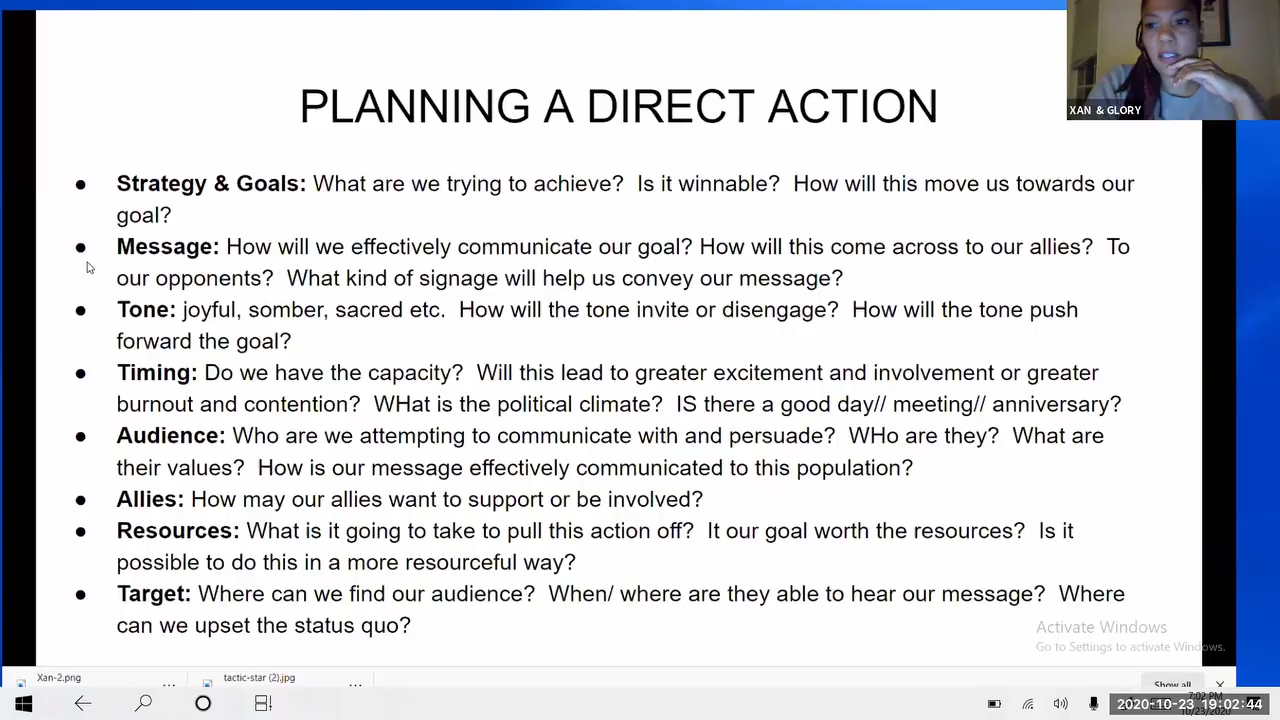 XAN & GLORY
PLANNING A DIRECT ACTION
● Strategy & Goals: What are we trying to achieve?  Is it winnable?  How will this move us towards our
goal?
● Message: How will we effectively communicate our goal? How will this come across to our allies?  To
our opponents?  What kind of signage will help us convey our message?
● Tone: joyful, somber, sacred etc.  How will the tone invite or disengage?  How will the tone push
forward the goal?
● Timing: Do we have the capacity?  Will this lead to greater excitement and involvement or greater
burnout and contention?  WHat is the political climate?  IS there a good day// meeting// anniversary?
● Audience: Who are we attempting to communicate with and persuade?  WHo are they?  What are
their values?  How is our message effectively communicated to this population?
● Allies: How may our allies want to support or be involved?
● Resources: What is it going to take to pull this action off?  It our goal worth the resources?  Is it
possible to do this in a more resourceful way?
● Target: Where can we find our audience?  When/ where are they able to hear our message?  Where
can we upset the status quo?
Activate Windows
Go to Settings to activate Windows.
Xan-2.png
tactic-star (2).jpg
Show all
7:02 PM
2020-10-23 19:02:44